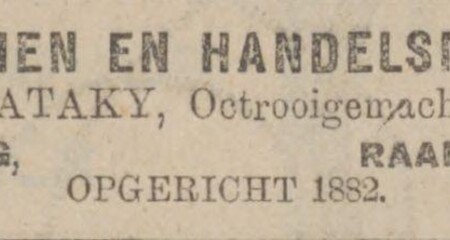 IEN EN HANDELS
ATAKY, Octrooigemach
G, RAA
OPGERICHT 1882.